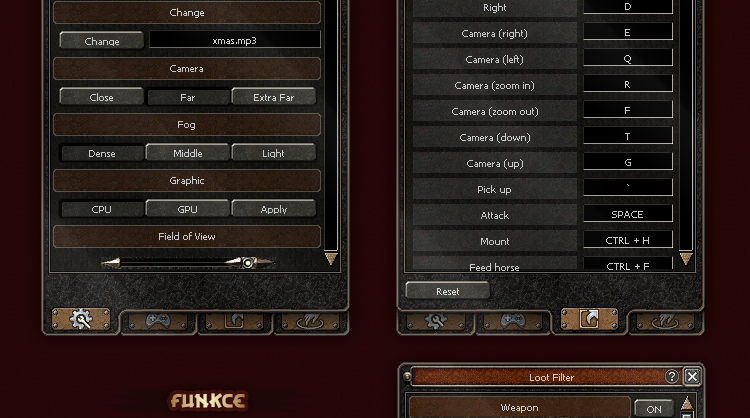 Change
Change xmas.mp3
Camera
Close Far Extra Far
Fog
Dense Middle Light
Graphic
CPU GPU Apply
Field of View
Right D
Camera (right) E
Camera (left) Q
Camera (zoom in) R
Camera (zoom out) F
Camera (down) T
Camera (up) G
Pick up `
Attack SPACE
Mount CTRL + H
Feed horse CTRL + F
Reset
FUNKCE
Loot Filter ? X
Weapon ON